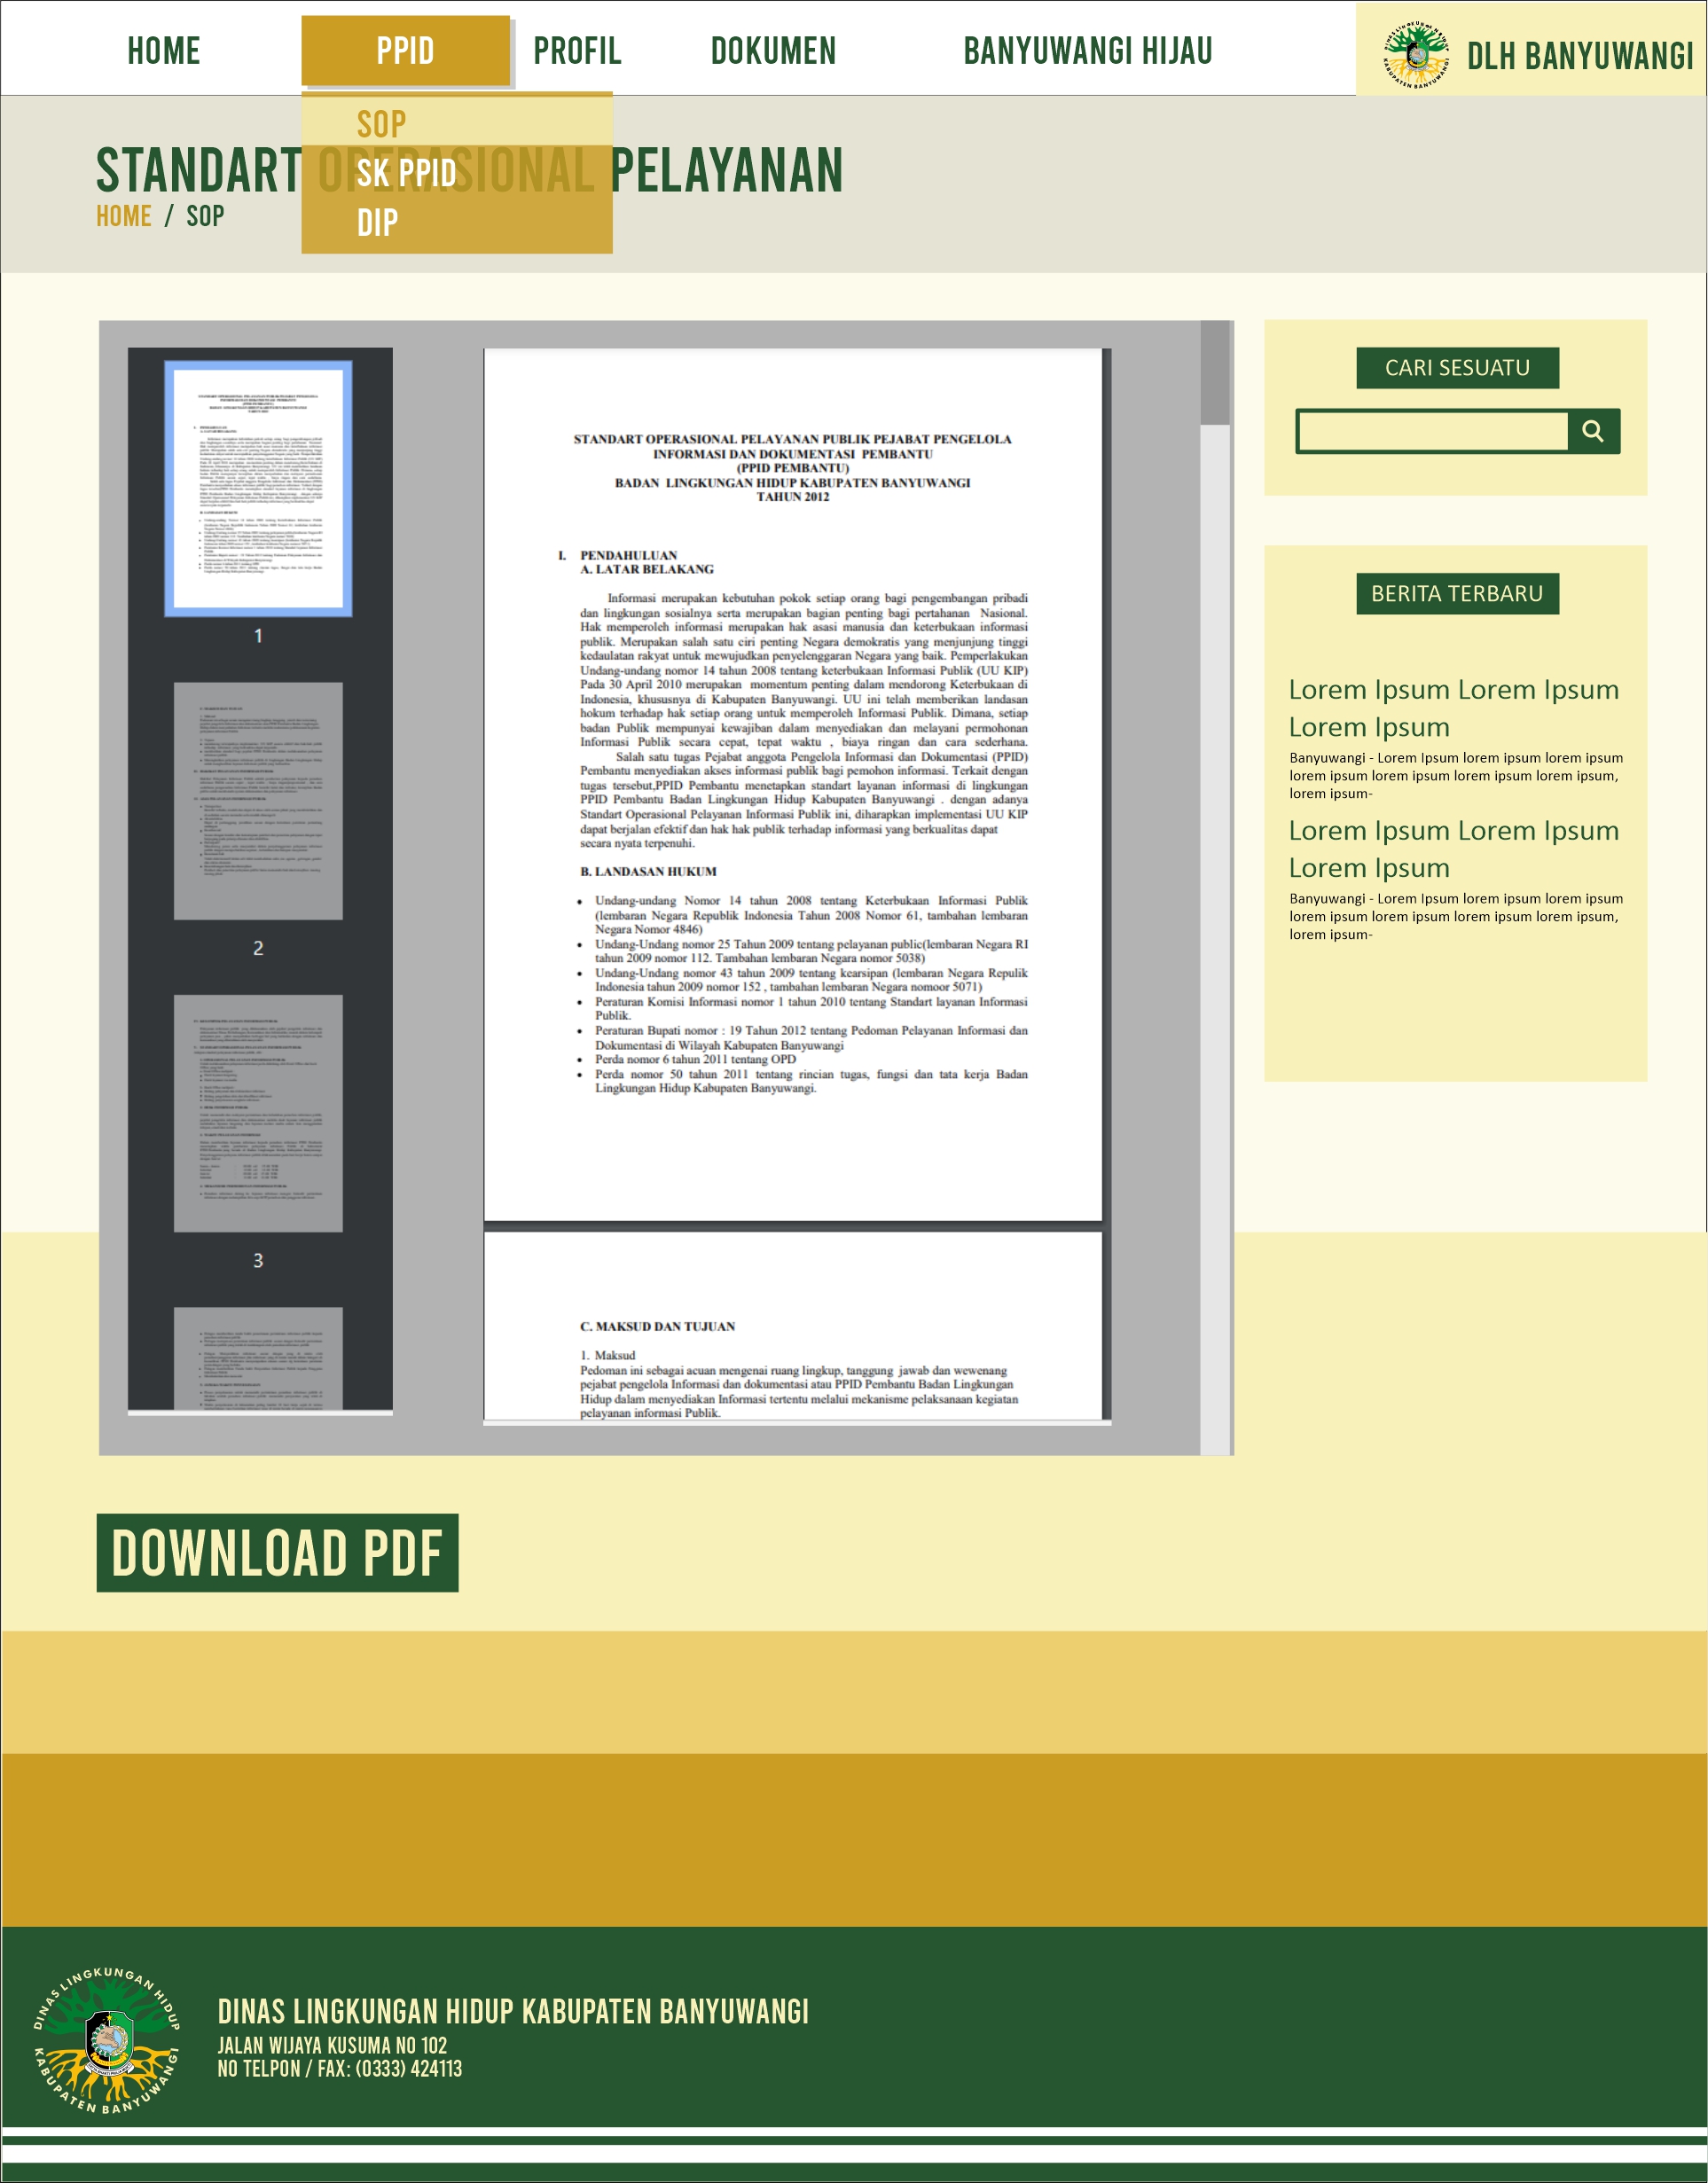 HOME
PPID
PROFIL
DOKUMEN
BANYUWANGI HIJAU
DLH BANYUWANGI
SOP
SK PPID
DIP
STANDART OPERASIONAL PELAYANAN
HOME / SOP
1
2
3
STANDART OPERASIONAL PELAYANAN PUBLIK PEJABAT PENGELOLA
INFORMASI DAN DOKUMENTASI PEMBANTU
(PPID PEMBANTU)
BADAN LINGKUNGAN HIDUP KABUPATEN BANYUWANGI
TAHUN 2012
I. PENDAHULUAN
A. LATAR BELAKANG
Informasi merupakan kebutuhan pokok setiap orang bagi pengembangan pribadi
dan lingkungan sosialnya serta merupakan bagian penting bagi pertahanan Nasional.
Hak memperoleh informasi merupakan hak asasi manusia dan keterbukaan informasi
publik. Merupakan salah satu ciri penting Negara demokratis yang menjunjung tinggi
kedaulatan rakyat untuk mewujudkan penyelenggaran Negara yang baik. Pemperlakukan
Undang-undang nomor 14 tahun 2008 tentang keterbukaan Informasi Publik (UU KIP)
Pada 30 April 2010 merupakan momentum penting dalam mendorong Keterbukaan di
Indonesia, khususnya di Kabupaten Banyuwangi. UU ini telah memberikan landasan
hokum terhadap hak setiap orang untuk memperoleh Informasi Publik. Dimana, setiap
badan Publik mempunyai kewajiban dalam menyediakan dan melayani permohonan
Informasi Publik secara cepat, tepat waktu , biaya ringan dan cara sederhana.
Salah satu tugas Pejabat anggota Pengelola Informasi dan Dokumentasi (PPID)
Pembantu menyediakan akses informasi publik bagi pemohon informasi. Terkait dengan
tugas tersebut,PPID Pembantu menetapkan standart layanan informasi di lingkungan
PPID Pembantu Badan Lingkungan Hidup Kabupaten Banyuwangi . dengan adanya
Standart Operasional Pelayanan Informasi Publik ini, diharapkan implementasi UU KIP
dapat berjalan efektif dan hak hak publik terhadap informasi yang berkualitas dapat
secara nyata terpenuhi.
B. LANDASAN HUKUM
• Undang-undang Nomor 14 tahun 2008 tentang Keterbukaan Informasi Publik
(lembaran Negara Republik Indonesia Tahun 2008 Nomor 61, tambahan lembaran
Negara Nomor 4846)
• Undang-Undang nomor 25 Tahun 2009 tentang pelayanan public(lembaran Negara RI
tahun 2009 nomor 112. Tambahan lembaran Negara nomor 5038)
• Undang-Undang nomor 43 tahun 2009 tentang kearsipan (lembaran Negara Repulik
Indonesia tahun 2009 nomor 152 , tambahan lembaran Negara nomoor 5071)
• Peraturan Komisi Informasi nomor 1 tahun 2010 tentang Standart layanan Informasi
Publik.
• Peraturan Bupati nomor : 19 Tahun 2012 tentang Pedoman Pelayanan Informasi dan
Dokumentasi di Wilayah Kabupaten Banyuwangi
• Perda nomor 6 tahun 2011 tentang OPD
• Perda nomor 50 tahun 2011 tentang rincian tugas, fungsi dan tata kerja Badan
Lingkungan Hidup Kabupaten Banyuwangi.
C. MAKSUD DAN TUJUAN
1. Maksud
Pedoman ini sebagai acuan mengenai ruang lingkup, tanggung jawab dan wewenang
pejabat pengelola Informasi dan dokumentasi atau PPID Pembantu Badan Lingkungan
Hidup dalam menyediakan Informasi tertentu melalui mekanisme pelaksanaan kegiatan
pelayanan informasi Publik.
CARI SESUATU
BERITA TERBARU
Lorem Ipsum Lorem Ipsum
Lorem Ipsum
Banyuwangi - Lorem Ipsum lorem ipsum lorem ipsum
lorem ipsum lorem ipsum lorem ipsum lorem ipsum,
lorem ipsum-
Lorem Ipsum Lorem Ipsum
Lorem Ipsum
Banyuwangi - Lorem Ipsum lorem ipsum lorem ipsum
lorem ipsum lorem ipsum lorem ipsum lorem ipsum,
lorem ipsum-
DOWNLOAD PDF
DINAS LINGKUNGAN HIDUP
KABUPATEN BANYUWANGI
DINAS LINGKUNGAN HIDUP KABUPATEN BANYUWANGI
JALAN WIJAYA KUSUMA NO 102
NO TELPON / FAX: (0333) 424113